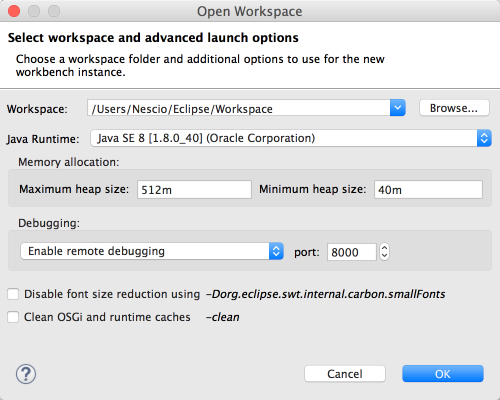 Open Workspace
Select workspace and advanced launch options
Choose a workspace folder and additional options to use for the new
workbench instance.
Workspace: /Users/Nescio/Eclipse/Workspace Browse...
Java Runtime: Java SE 8 [1.8.0_40] (Oracle Corporation)
Memory allocation:
Maximum heap size: 512m Minimum heap size: 40m
Debugging:
Enable remote debugging port: 8000
Disable font size reduction using -Dorg.eclipse.swt.internal.carbon.smallFonts
Clean OSGi and runtime caches -clean
? Cancel OK